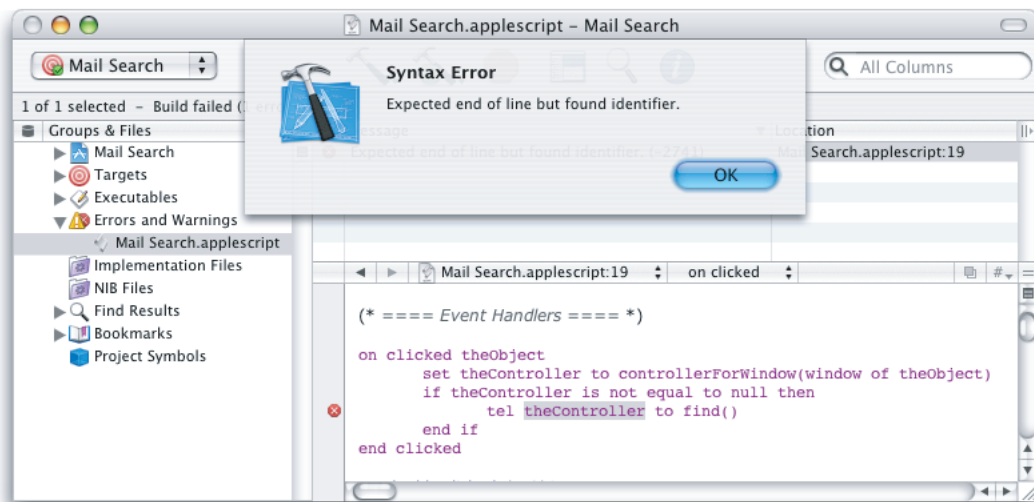 Mail Search.applescript – Mail Search
Mail Search
All Columns
Syntax Error
Expected end of line but found identifier.
OK
1 of 1 selected – Build failed (1 erro
Groups & Files
Mail Search
Targets
Executables
Errors and Warnings
Mail Search.applescript
Implementation Files
NIB Files
Find Results
Bookmarks
Project Symbols
Message
Location
Expected end of line but found identifier. (-2741)
Mail Search.applescript:19
Mail Search.applescript:19
on clicked
#
(* ==== Event Handlers ==== *)
on clicked theObject
set theController to controllerForWindow(window of theObject)
if theController is not equal to null then
tel theController to find()
end if
end clicked